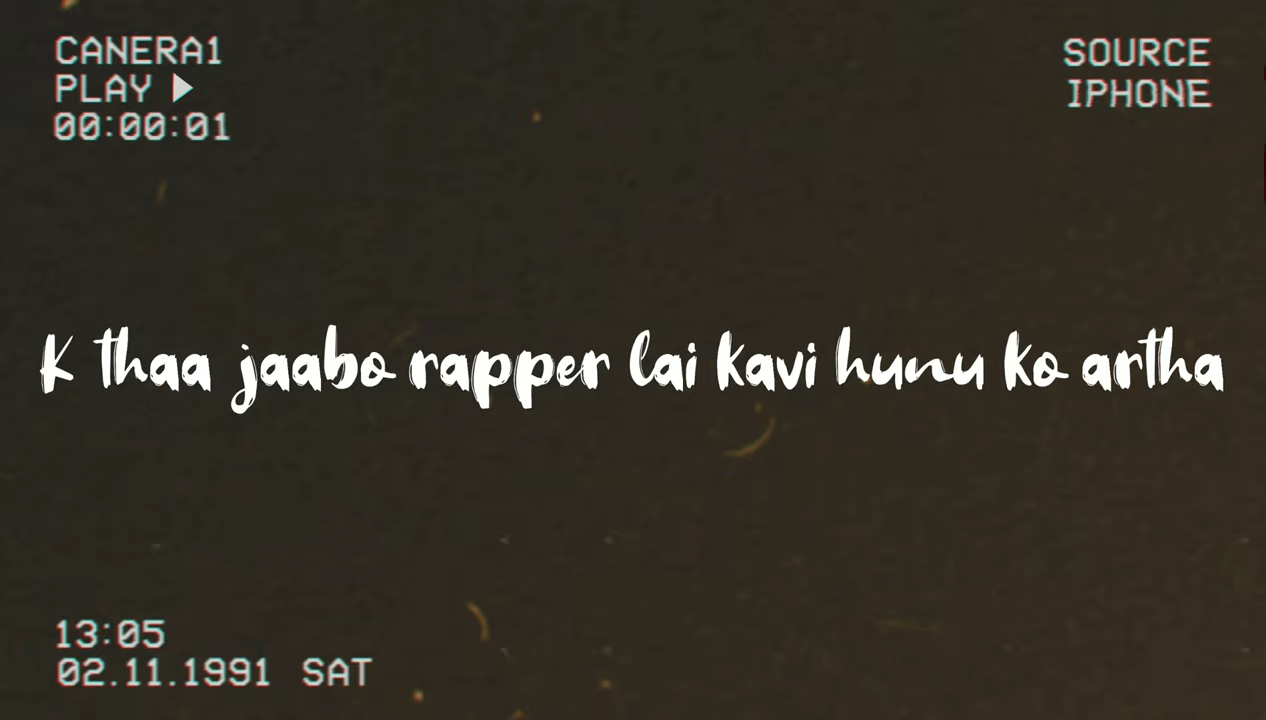 CANERA1
PLAY
00:00:01
SOURCE
IPHONE
K thaa jaabo rapper lai kavi hunu ko artha
13:05
02.11.1991 SAT